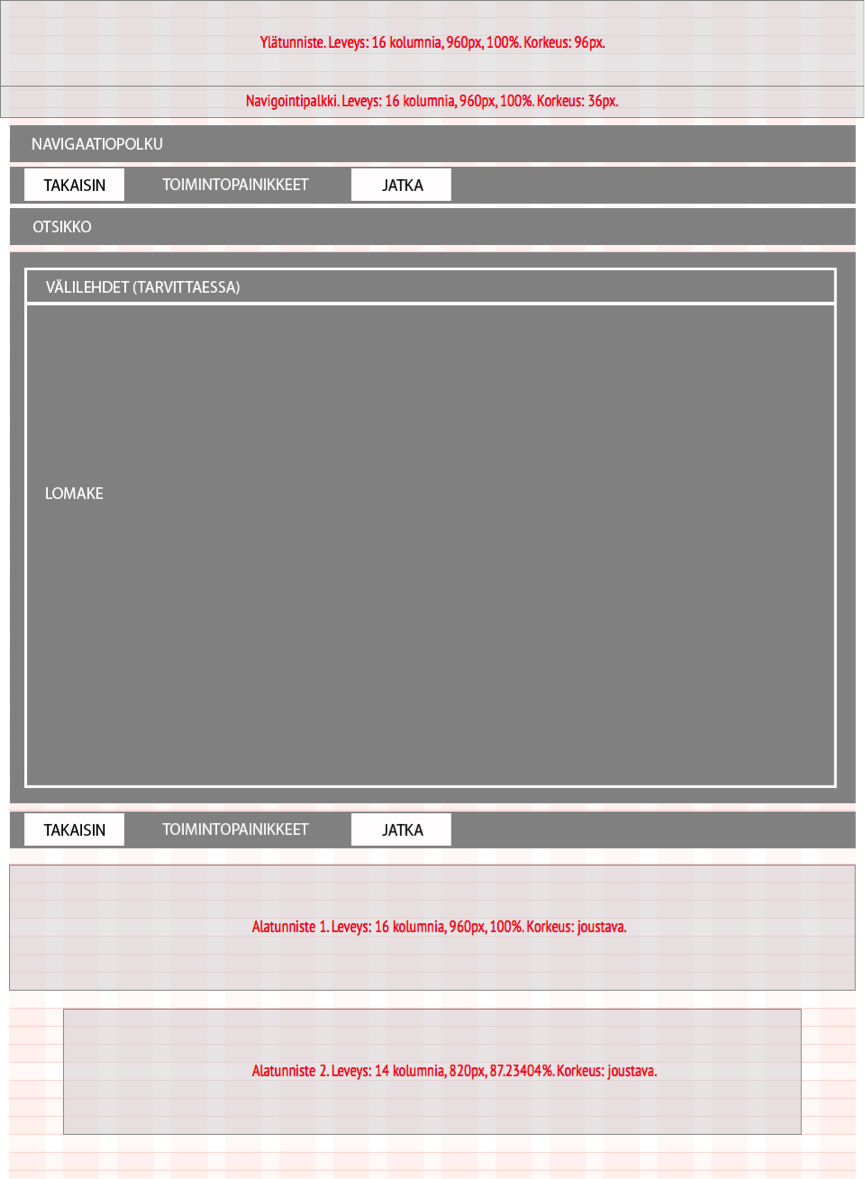 Ylätunniste. Leveys: 16 kolumnia, 960px, 100%. Korkeus: 96px.
Navigointipalkki. Leveys: 16 kolumnia, 960px, 100%. Korkeus: 36px.
NAVIGAATIOPOLKU
TAKAISIN TOIMINTOPAINIKKEET JATKA
OTSIKKO
VÄLILEHDET (TARVITTAESSA)
LOMAKE
TAKAISIN TOIMINTOPAINIKKEET JATKA
Alatunniste 1. Leveys: 16 kolumnia, 960px, 100%. Korkeus: joustava.
Alatunniste 2. Leveys: 14 kolumnia, 820px, 87.23404%. Korkeus: joustava.